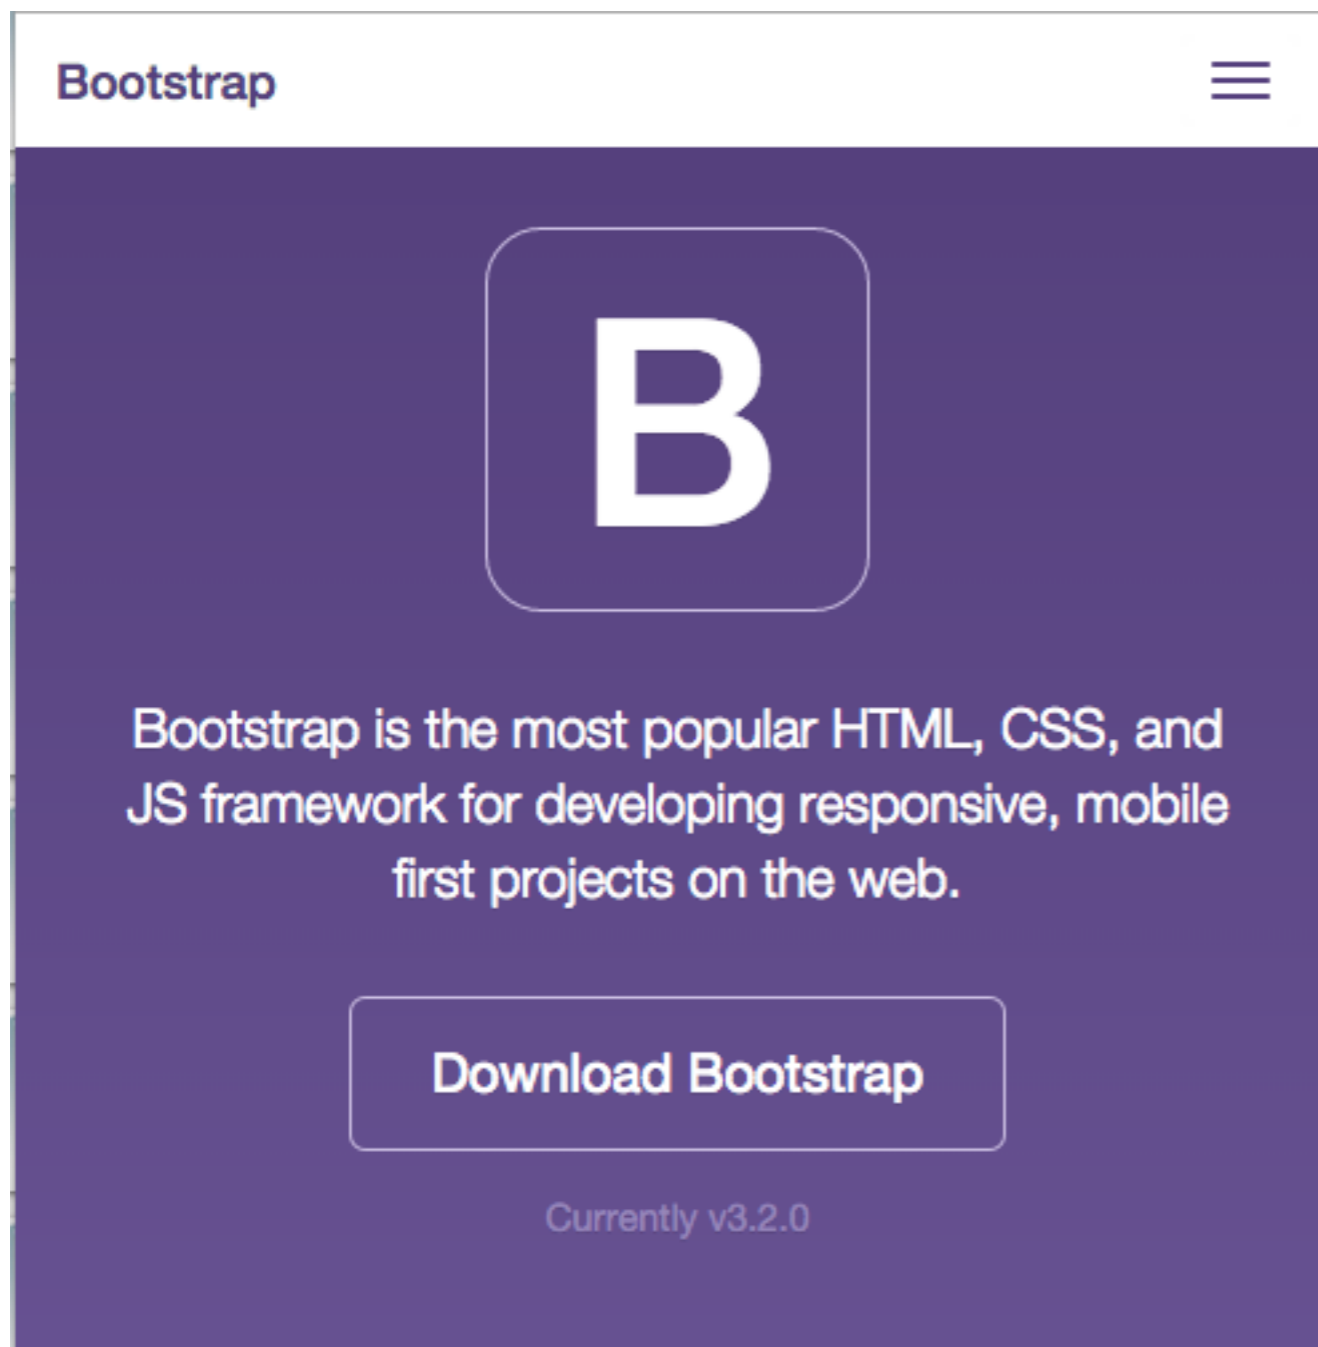 Bootstrap
B
Bootstrap is the most popular HTML, CSS, and
JS framework for developing responsive, mobile
first projects on the web.
Download Bootstrap
Currently v3.2.0